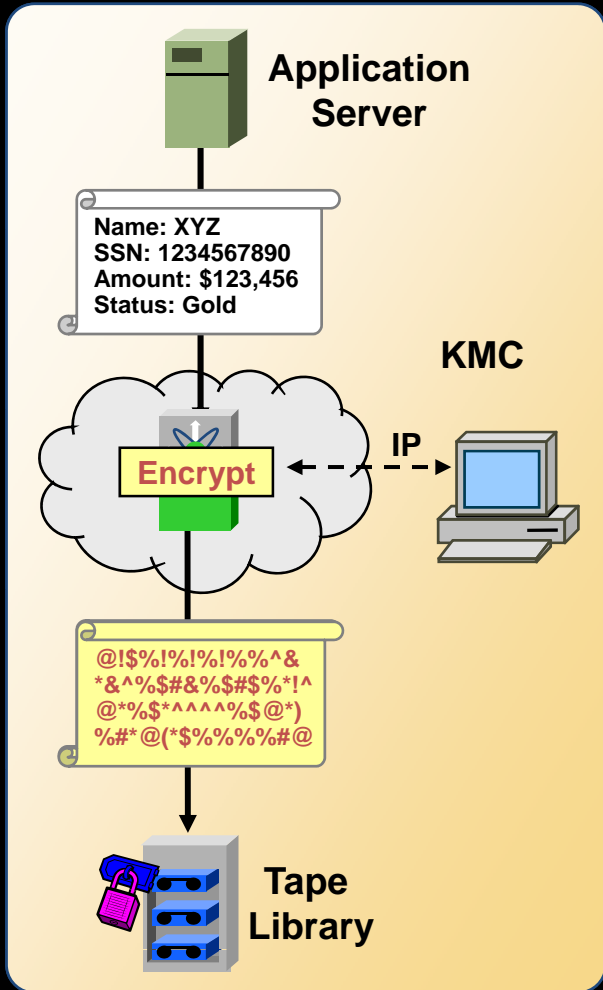 Application
Server
Name: XYZ
SSN: 1234567890
Amount: $123,456
Status: Gold
KMC
IP
Encrypt
@!$%!%!%!%%^&
*&^%$#&%$#$%*!^
@*%$*^^^^%$@*)
%#*@(*$%%%%#@
Tape
Library